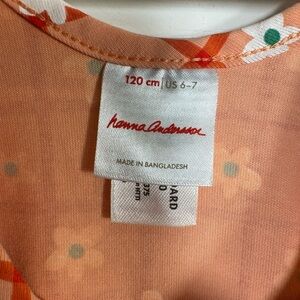 120 cm | US 6-7
hanna andersson
MADE IN BANGLADESH